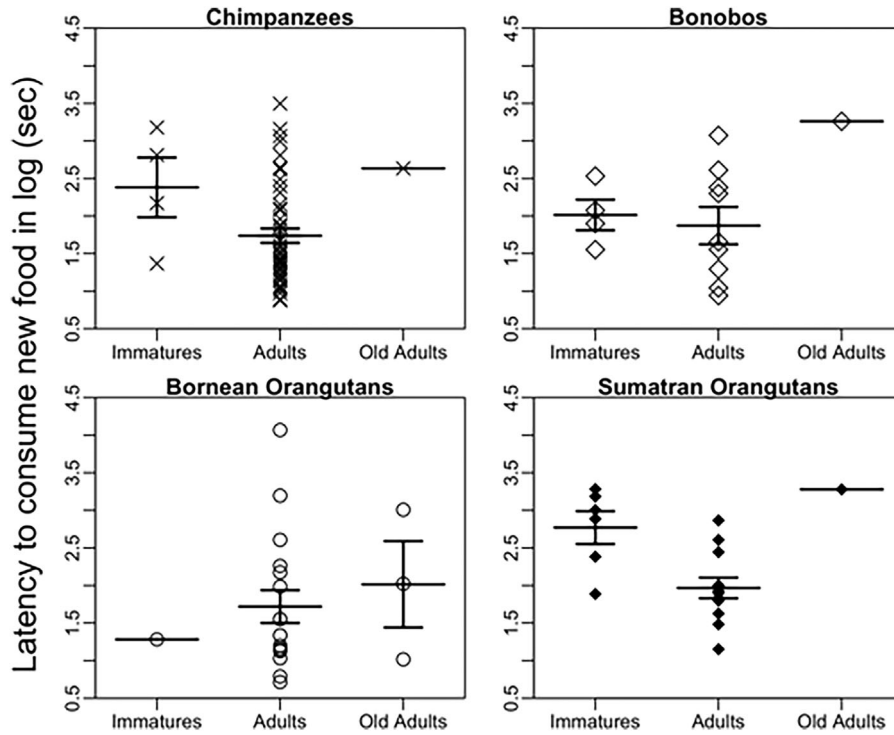 Latency to consume new food in log (sec)
Chimpanzees
4.5
3.5
2.5
1.5
0.5
Immatures Adults Old Adults
Bonobos
4.5
3.5
2.5
1.5
0.5
Immatures Adults Old Adults
Bornean Orangutans
4.5
3.5
2.5
1.5
0.5
Immatures Adults Old Adults
Sumatran Orangutans
4.5
3.5
2.5
1.5
0.5
Immatures Adults Old Adults